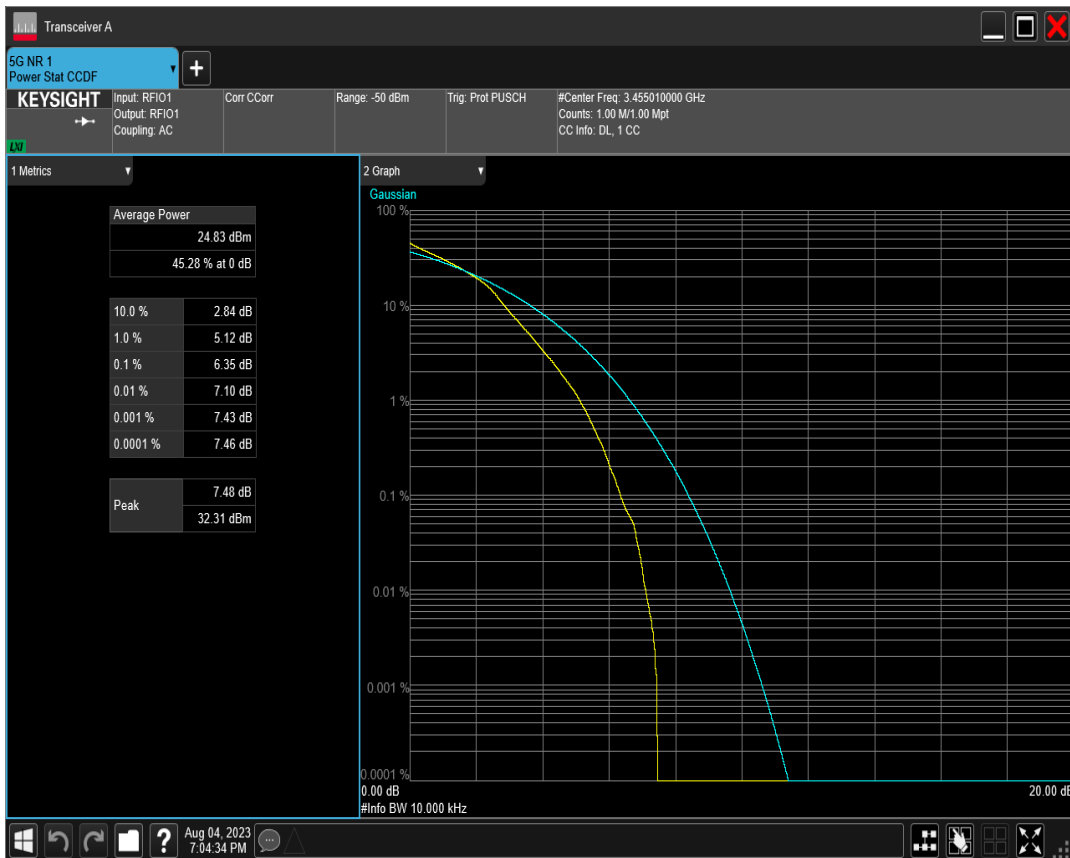 Transceiver A
5G NR 1
Power Stat CCDF
+
KEYSIGHT
LXI
Input: RFIO1
Output: RFIO1
Coupling: AC
Corr CCorr
Range: -50 dBm
Trig: Prot PUSCH
#Center Freq: 3.455010000 GHz
Counts: 1.00 M/1.00 Mpt
CC Info: DL, 1 CC
1 Metrics
Average Power
24.83 dBm
45.28 % at 0 dB
10.0 % 2.84 dB
1.0 % 5.12 dB
0.1 % 6.35 dB
0.01 % 7.10 dB
0.001 % 7.43 dB
0.0001 % 7.46 dB
Peak 7.48 dB
32.31 dBm
2 Graph
Gaussian
100 %
10 %
1 %
0.1 %
0.01 %
0.001 %
0.0001 %
0.00 dB 20.00 dB
#Info BW 10.000 kHz
? Aug 04, 2023
7:04:34 PM